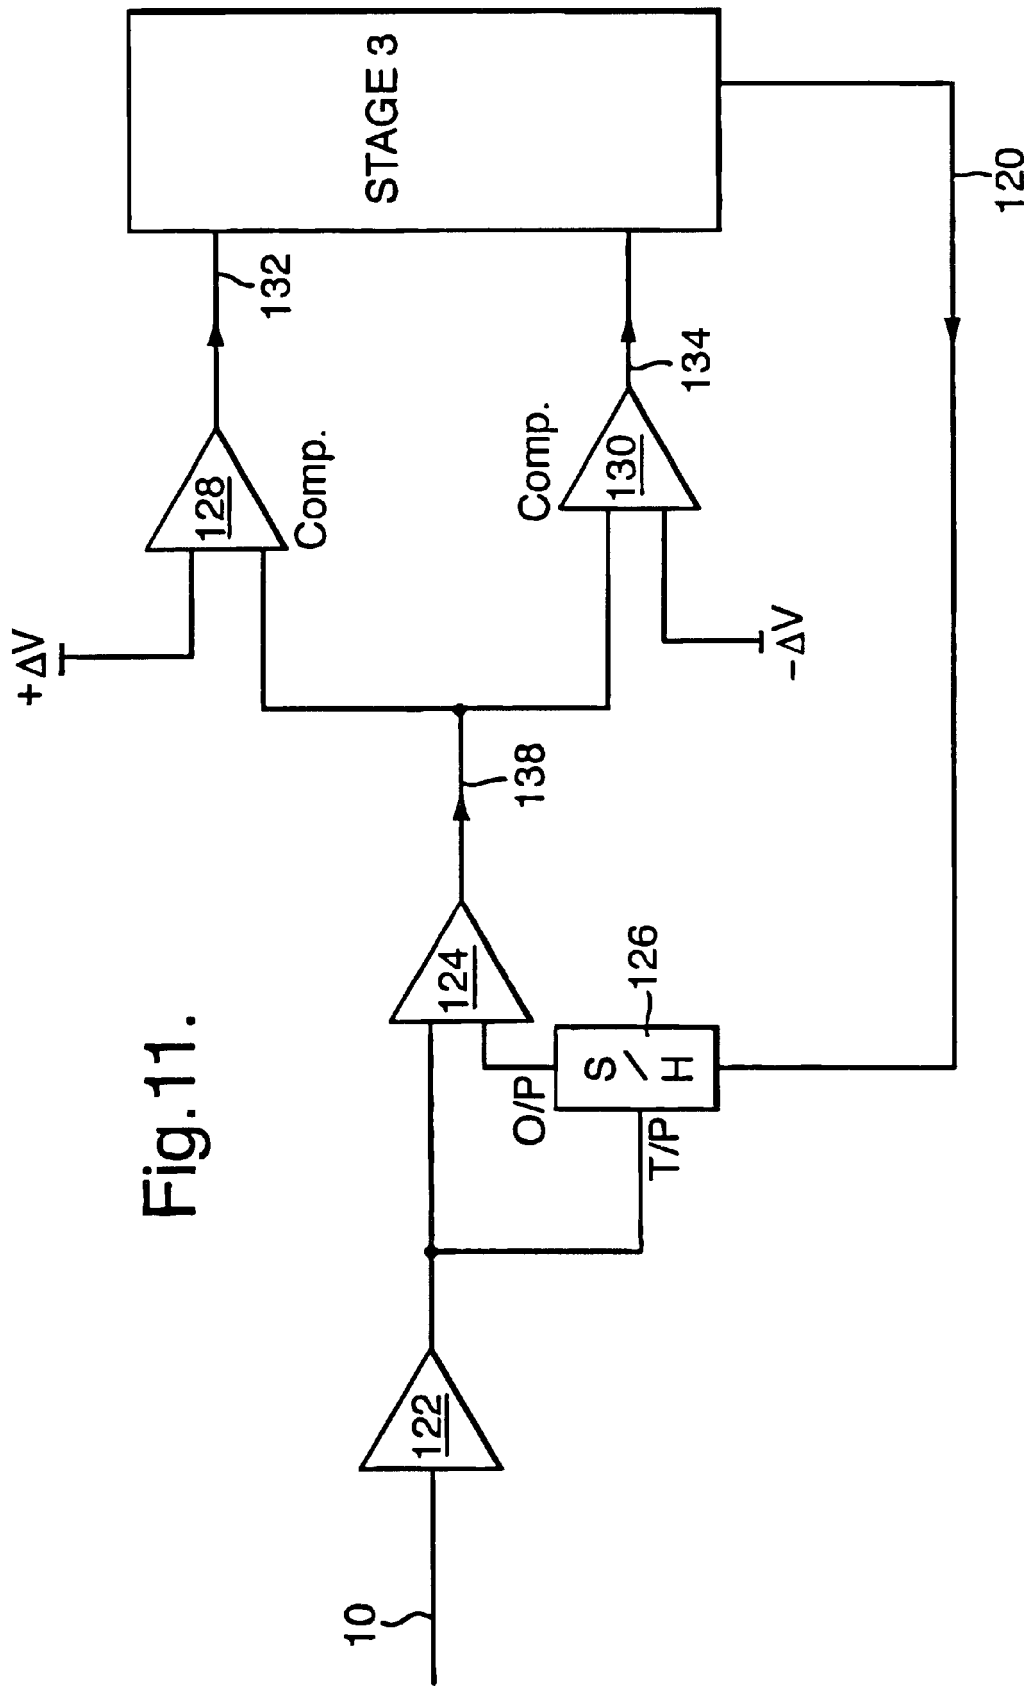 Fig.11.
10
122
124
O/P
T/P
S/H
126
138
+ΔV
128
Comp.
132
-ΔV
130
Comp.
134
STAGE 3
120